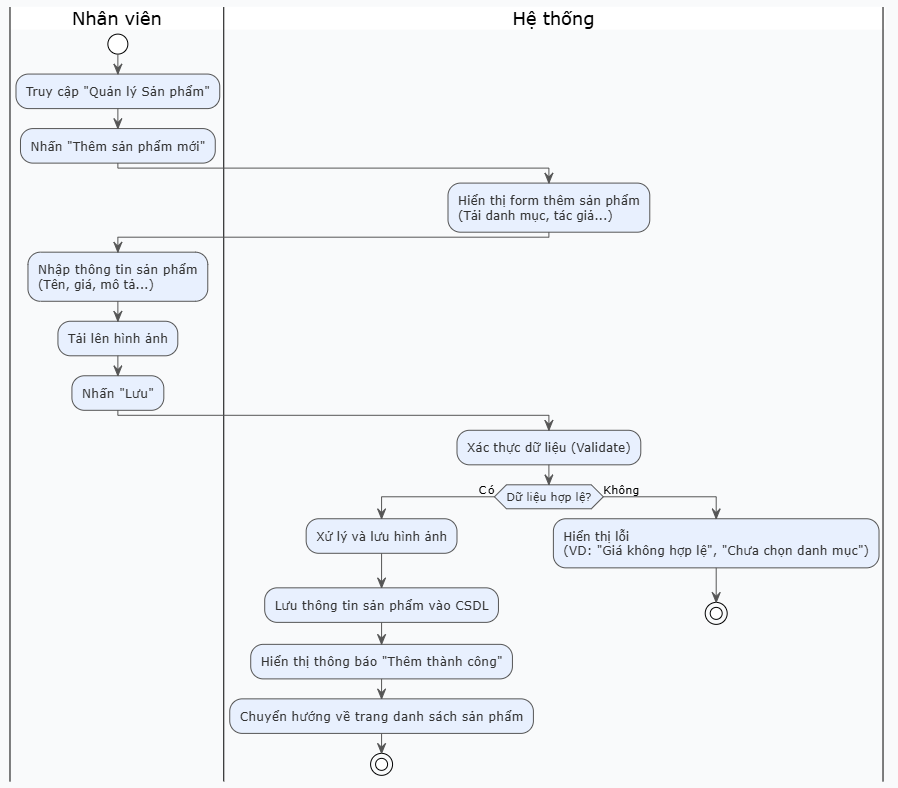 Nhân viên
Hệ thống
Truy cập "Quản lý Sản phẩm"
Nhấn "Thêm sản phẩm mới"
Hiển thị form thêm sản phẩm
(Tải danh mục, tác giả...)
Nhập thông tin sản phẩm
(Tên, giá, mô tả...)
Tải lên hình ảnh
Nhấn "Lưu"
Xác thực dữ liệu (Validate)
Dữ liệu hợp lệ?
Có
Không
Xử lý và lưu hình ảnh
Hiển thị lỗi
(VD: "Giá không hợp lệ", "Chưa chọn danh mục")
Lưu thông tin sản phẩm vào CSDL
Hiển thị thông báo "Thêm thành công"
Chuyển hướng về trang danh sách sản phẩm